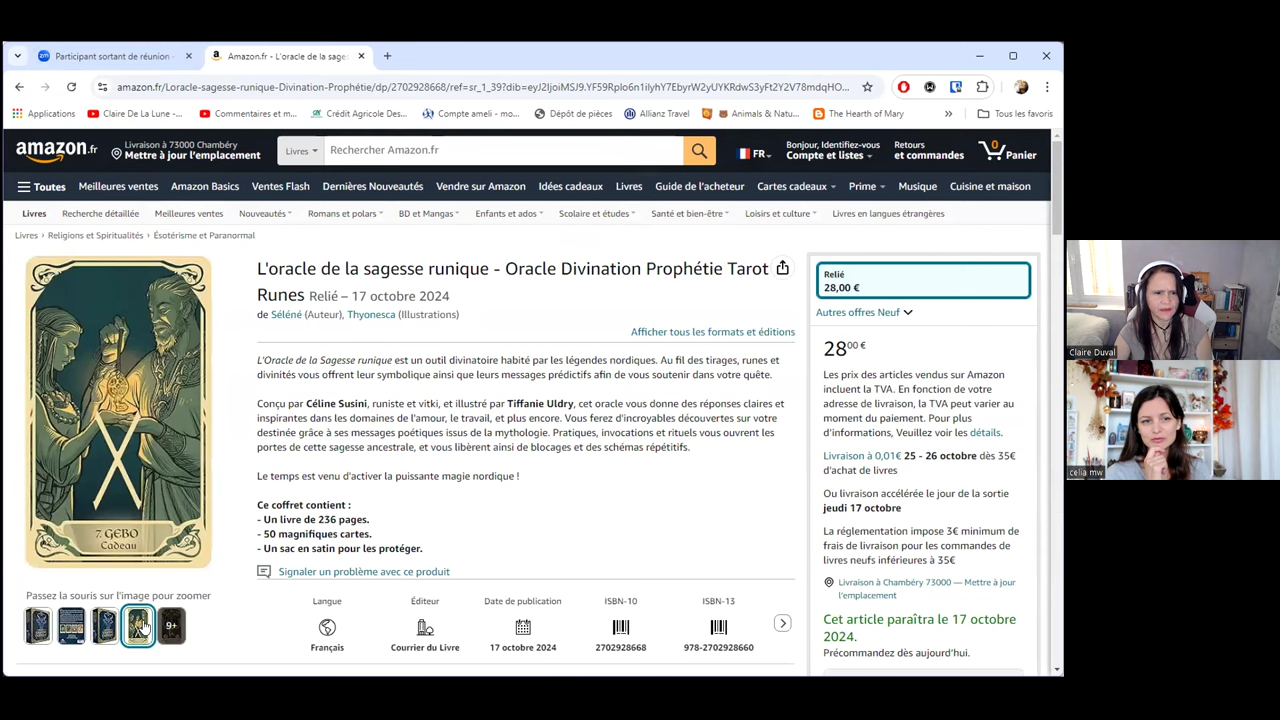 Participant sortant de réunion -
Amazon.fr - L'oracle de la sage
amazon.fr/Loracle-sagesse-runique-Divination-Prophétie/dp/2702928668/ref=sr_1_39?dib=
Applications
Claire De La Lune -...
Commentaires et m...
Crédit Agricole Des...
Compte ameli - mo...
Dépôt de pièces
Allianz Travel
Animals & Natu...
The Hearth of Mary
»
Tous les favoris
amazon.fr
Livraison à 73000 Chambéry
Mettre à jour l'emplacement
Livres
Rechercher Amazon.fr
FR
Bonjour, Identifiez-vous
Compte et listes
Retours
et commandes
0
Panier
Toutes
Meilleures ventes
Amazon Basics
Ventes Flash
Dernières Nouveautés
Vendre sur Amazon
Idées cadeaux
Livres
Guide de l'acheteur
Cartes cadeaux
Prime
Musique
Cuisine et maison
Livres
Recherche détaillée
Meilleures ventes
Nouveautés
Romans et polars
BD et Mangas
Enfants et ados
Scolaire et études
Santé et bien-être
Loisirs et culture
Livres en langues étrangères
Livres › Religions et Spiritualités › Ésotérisme et Paranormal
7. GEBO
Cadeau
Passez la souris sur l'image pour zoomer
9+
L'oracle de la sagesse runique - Oracle Divination Prophétie Tarot
Runes Relié – 17 octobre 2024
de Séléné (Auteur), Thyonesca (Illustrations)
Afficher tous les formats et éditions
L'Oracle de la Sagesse runique est un outil divinatoire habité par les légendes nordiques. Au fil des tirages, runes et
divinités vous offrent leur symbolique ainsi que leurs messages prédictifs afin de vous soutenir dans votre quête.
Conçu par Céline Susini, runiste et vitki, et illustré par Tiffanie Uldry, cet oracle vous donne des réponses claires et
inspirantes dans les domaines de l'amour, le travail, et plus encore. Vous ferez d'incroyables découvertes sur votre
destinée grâce à ses messages poétiques issus de la mythologie. Pratiques, invocations et rituels vous ouvrent les
portes de cette sagesse ancestrale, et vous libèrent ainsi de blocages et des schémas répétitifs.
Le temps est venu d'activer la puissante magie nordique !
Ce coffret contient :
- Un livre de 236 pages.
- 50 magnifiques cartes.
- Un sac en satin pour les protéger.
Signaler un problème avec ce produit
Langue
Français
Éditeur
Courrier du Livre
Date de publication
17 octobre 2024
ISBN-10
2702928668
ISBN-13
978-2702928660
Relié
28,00 €
Autres offres Neuf
28,00 €
Les prix des articles vendus sur Amazon
incluent la TVA. En fonction de votre
adresse de livraison, la TVA peut varier au
moment du paiement. Pour plus
d'informations, Veuillez voir les détails.
Livraison à 0,01€ 25 - 26 octobre dès 35€
d'achat de livres
Ou livraison accélérée le jour de la sortie
jeudi 17 octobre
La réglementation impose 3€ minimum de
frais de livraison pour les commandes de
livres neufs inférieures à 35€
Livraison à Chambéry 73000 — Mettre à jour
l'emplacement
Cet article paraîtra le 17 octobre
2024.
Précommandez dès aujourd'hui.
Claire Duval
celia mw